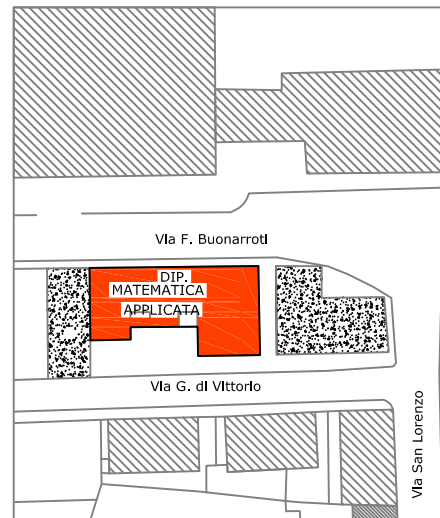 Via F. Buonarroti
DIP.
MATEMATICA
APPLICATA
Via G. di Vittorio
Via San Lorenzo